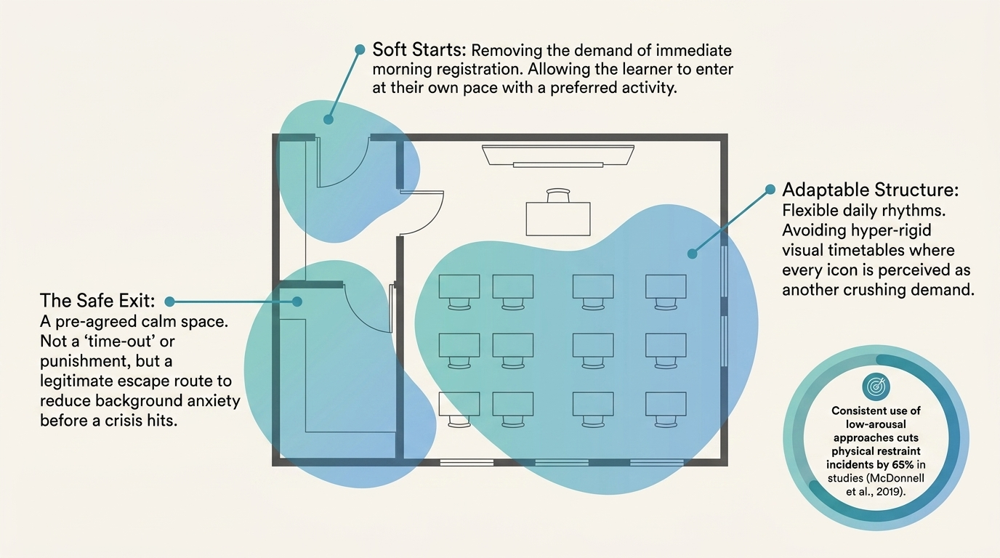 Soft Starts: Removing the demand of immediate
morning registration. Allowing the learner to enter
at their own pace with a preferred activity.
Adaptable Structure:
Flexible daily rhythms.
Avoiding hyper-rigid
visual timetables where
every icon is perceived as
another crushing demand.
The Safe Exit:
A pre-agreed calm space.
Not a ‘time-out’ or
punishment, but a
legitimate escape route to
reduce background anxiety
before a crisis hits.
Consistent use of
low-arousal
approaches cuts
physical restraint
incidents by 65% in
studies (McDonnell
et al., 2019).